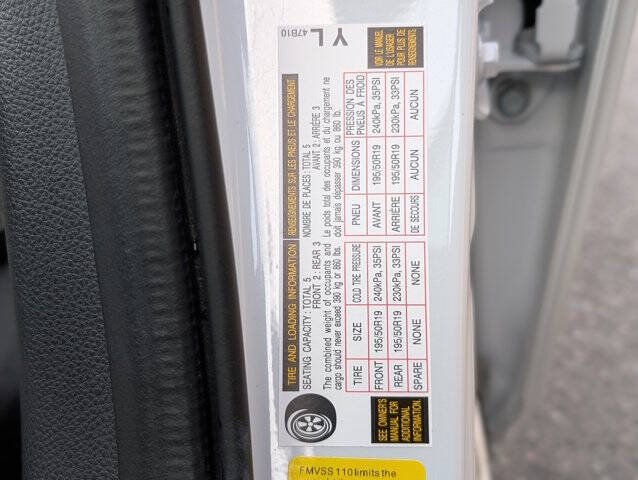 TIRE AND LOADING INFORMATION
SEATING CAPACITY: TOTAL 5
FRONT 2: REAR 3
The combined weight of occupants and
cargo should never exceed 390 kg or 860 lbs.
TIRE SIZE COLD TIRE PRESSURE
FRONT 195/50R19 240kPa, 35PSI
REAR 195/50R19 230kPa, 33PSI
SPARE NONE NONE
SEE OWNER'S
MANUAL FOR
ADDITIONAL
INFORMATION.
RENSEIGNEMENTS SUR LES PNEUS ET LE CHARGEMENT
NOMBRE DE PLACES: TOTAL 5
AVANT 2: ARRIÈRE 3
Le poids total des occupants et du chargement ne
doit jamais dépasser 390 kg ou 860 lb.
PNEU DIMENSIONS PRESSION DES
PNEUS À FROID
AVANT 195/50R19 240kPa, 35PSI
ARRIÈRE 195/50R19 230kPa, 33PSI
DE SECOURS AUCUN AUCUN
VOIR LE MANUEL
DE L'USAGER
POUR PLUS DE
RENSEIGNEMENTS
47B10
YL
FMVSS 110 limits the